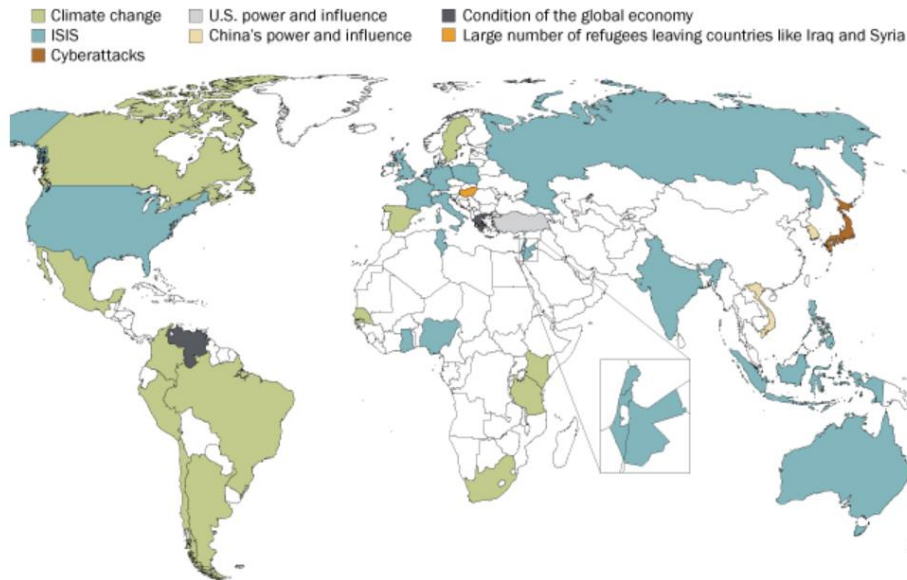 Climate change
ISIS
Cyberattacks
U.S. power and influence
China's power and influence
Condition of the global economy
Large number of refugees leaving countries like Iraq and Syria